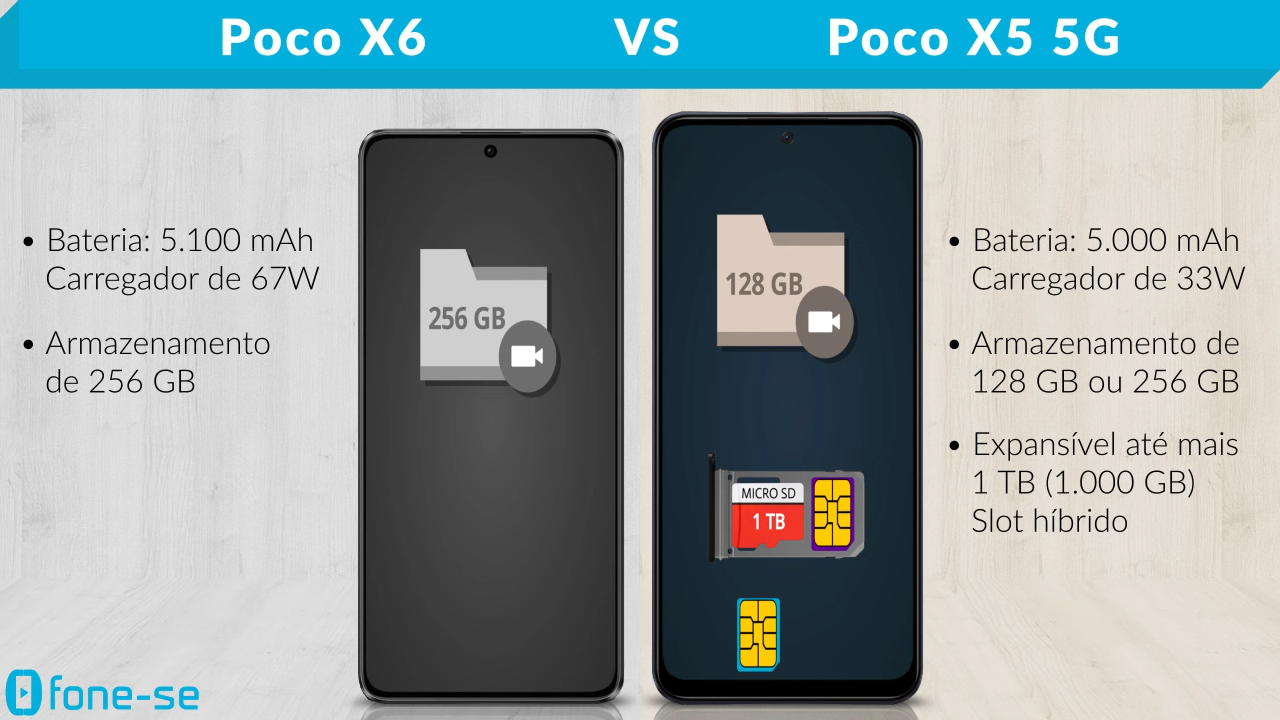 Poco X6 VS Poco X5 5G
• Bateria: 5.100 mAh
Carregador de 67W
• Armazenamento
de 256 GB
256 GB
128 GB
MICRO SD
1 TB
• Bateria: 5.000 mAh
Carregador de 33W
• Armazenamento de
128 GB ou 256 GB
• Expansível até mais
1 TB (1.000 GB)
Slot híbrido
fone-se